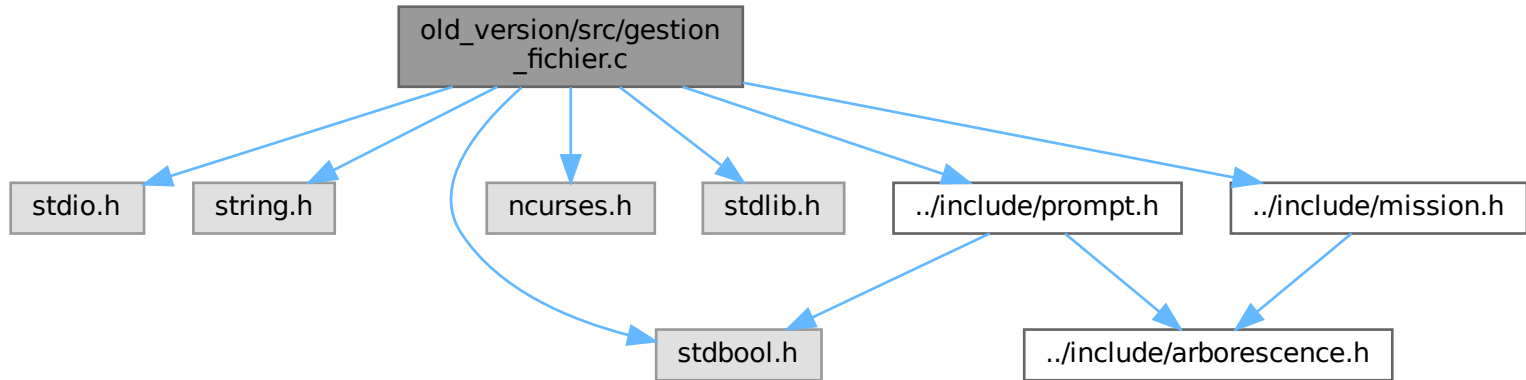 old_version/src/gestion
_fichier.c
stdio.h
string.h
ncurses.h
stdlib.h
../include/prompt.h
../include/mission.h
stdbool.h
../include/arborescence.h